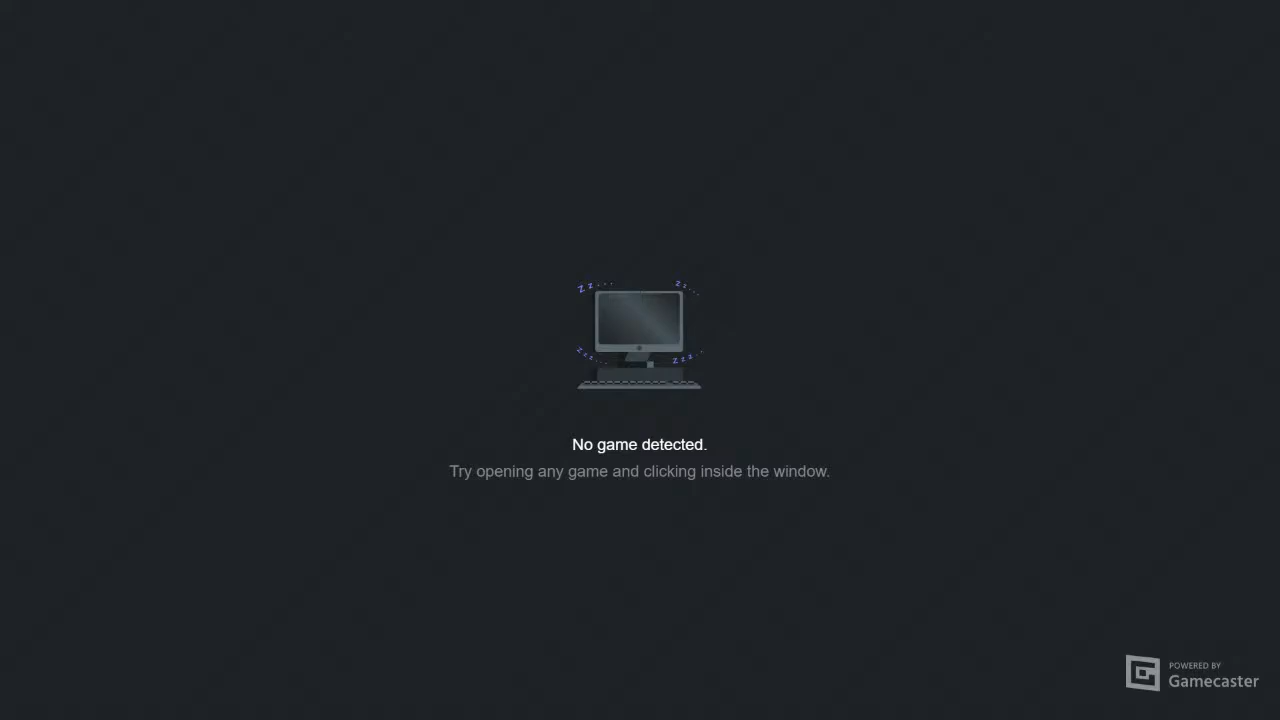 No game detected.
Try opening any game and clicking inside the window.
POWERED BY
Gamecaster